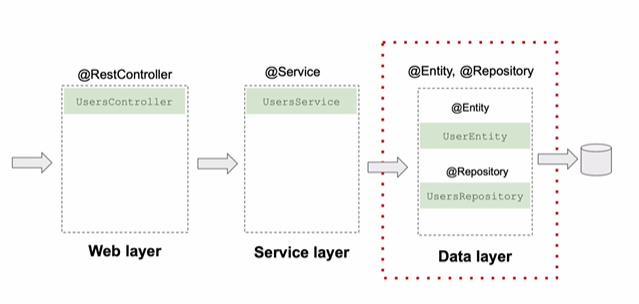 @RestController
UsersController
Web layer
@Service
UsersService
Service layer
@Entity, @Repository
@Entity
UserEntity
@Repository
UsersRepository
Data layer